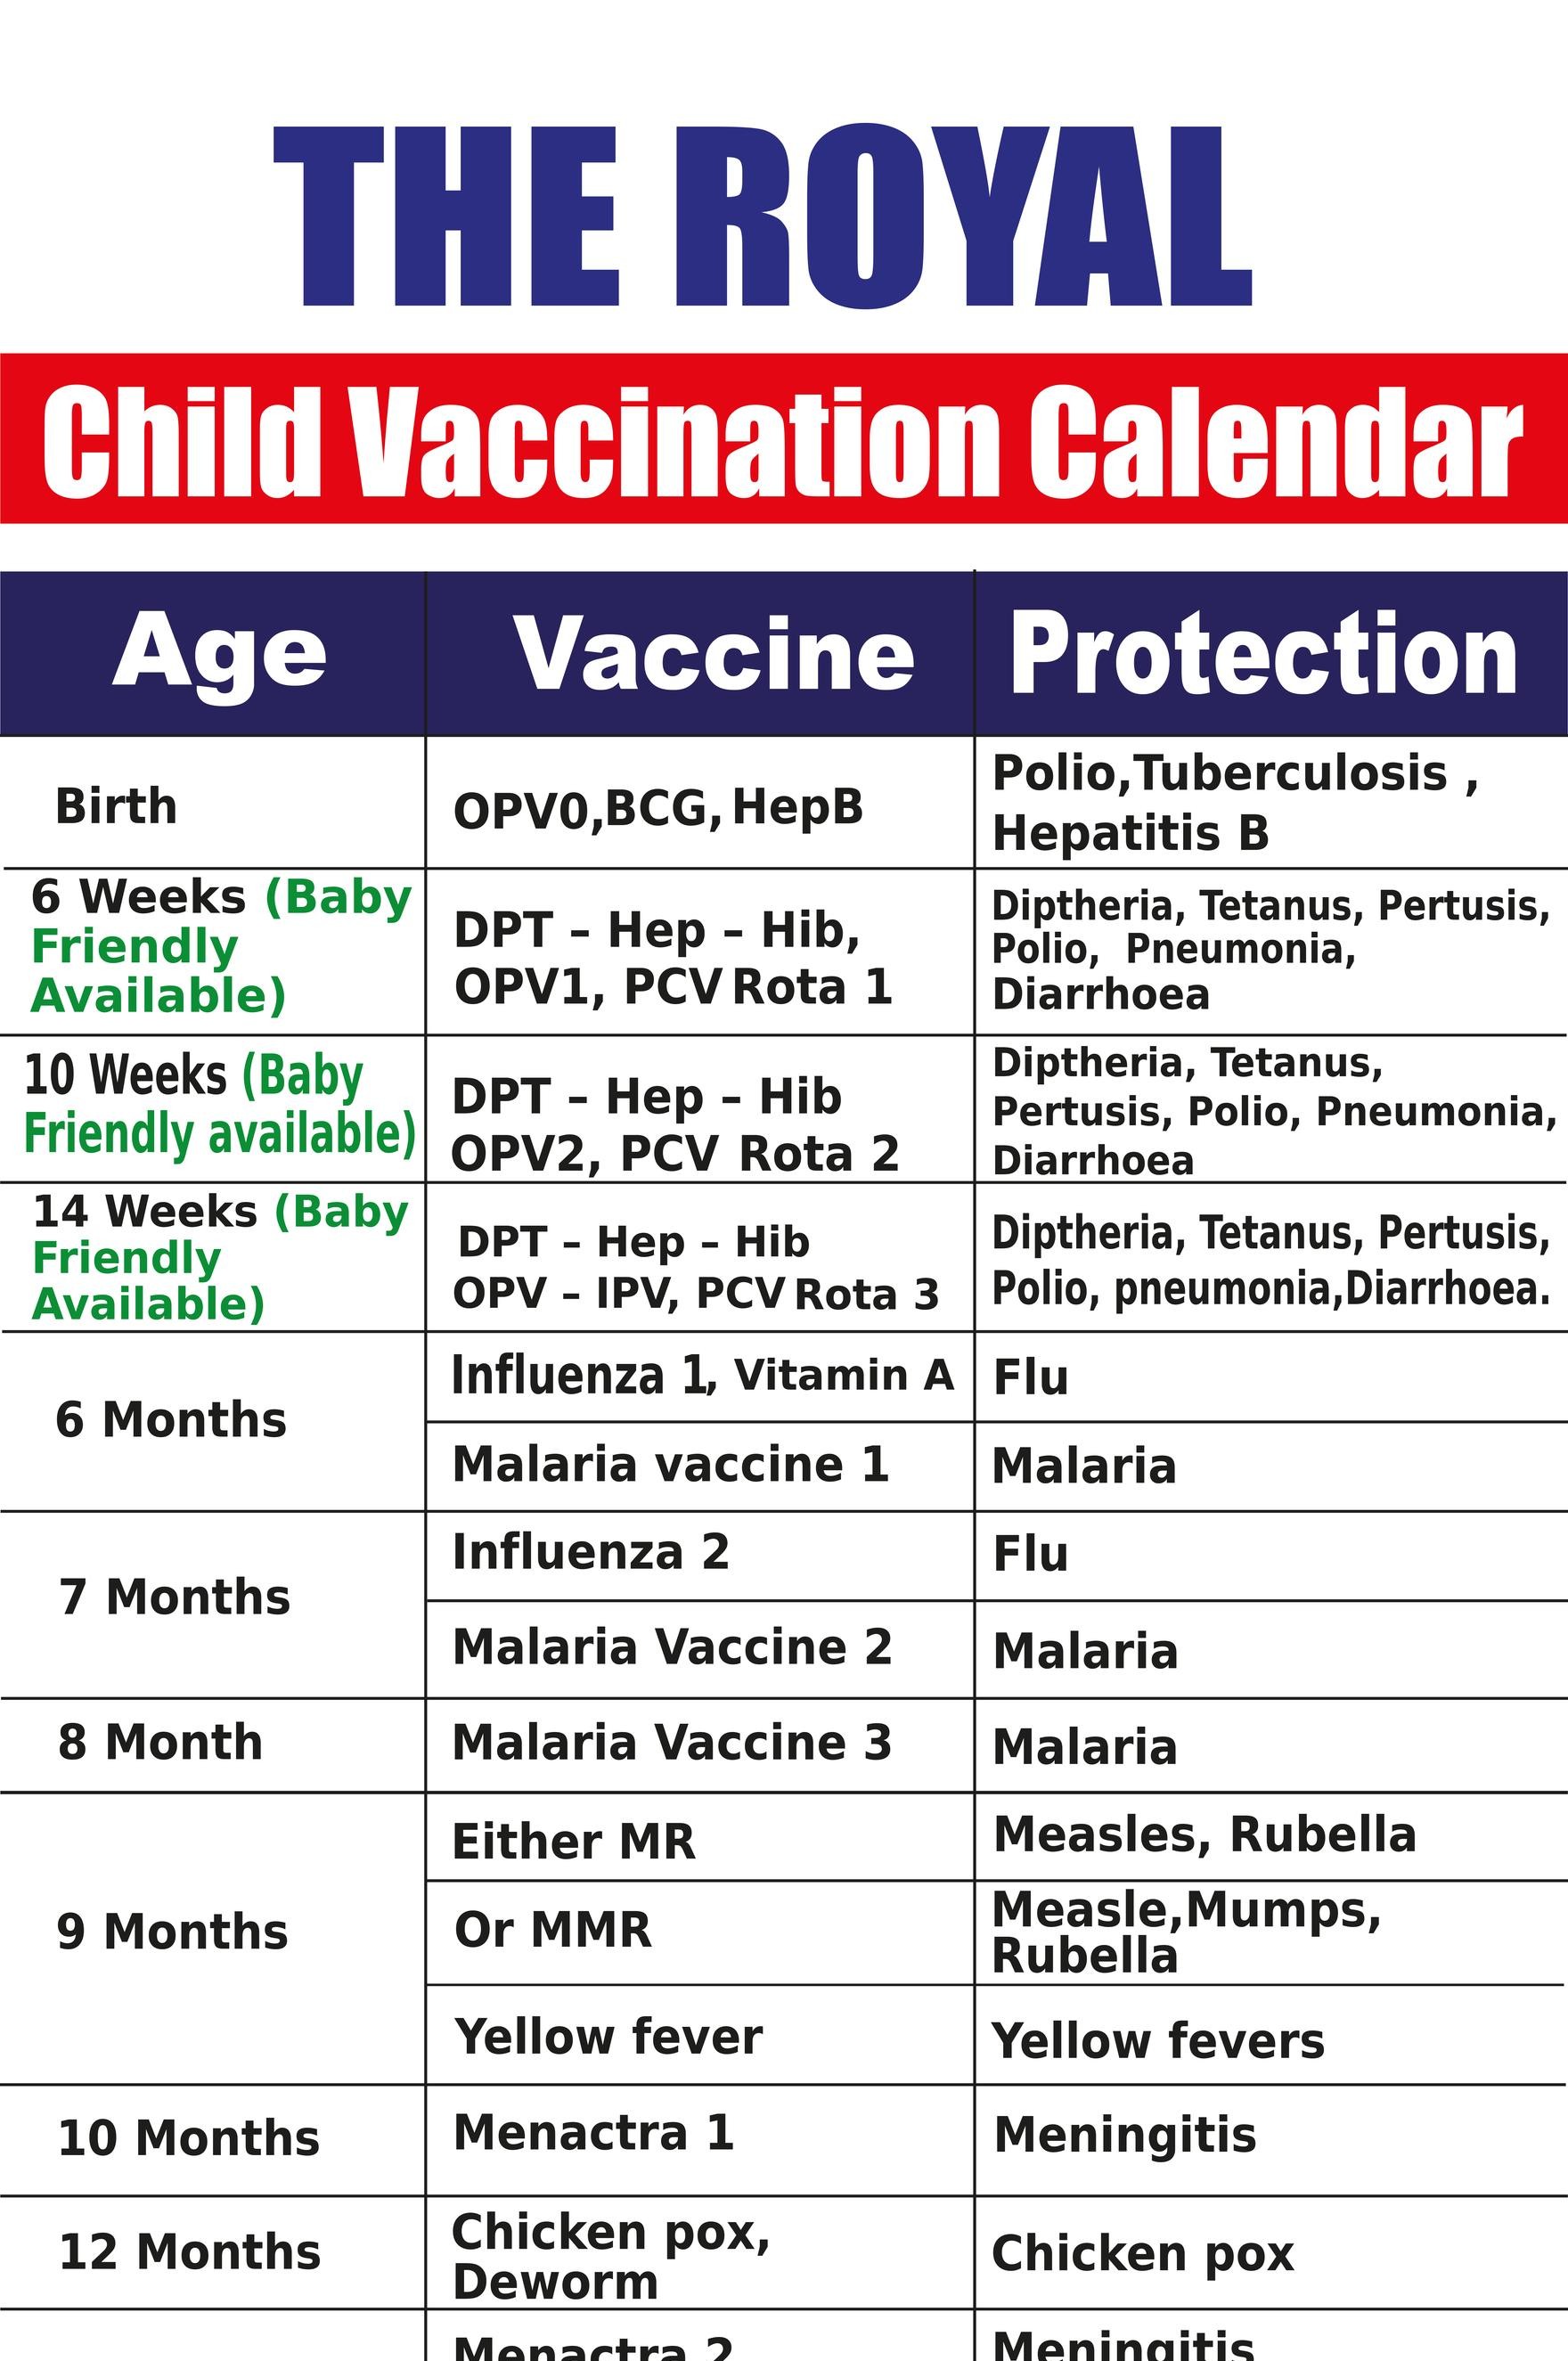 THE ROYAL
Child Vaccination Calendar
Age Vaccine Protection
Birth
OPV0,BCG, HepB
Polio,Tuberculosis ,
Hepatitis B
6 Weeks (Baby
Friendly
Available)
DPT – Hep – Hib,
OPV1, PCV Rota 1
Diptheria, Tetanus, Pertusis,
Polio, Pneumonia,
Diarrhoea
10 Weeks (Baby
Friendly available)
DPT – Hep – Hib
OPV2, PCV Rota 2
Diptheria, Tetanus,
Pertusis, Polio, Pneumonia,
Diarrhoea
14 Weeks (Baby
Friendly
Available)
DPT – Hep – Hib
OPV – IPV, PCV Rota 3
Diptheria, Tetanus, Pertusis,
Polio, pneumonia,Diarrhoea.
6 Months
Influenza 1, Vitamin A
Flu
Malaria vaccine 1
Malaria
7 Months
Influenza 2
Flu
Malaria Vaccine 2
Malaria
8 Month
Malaria Vaccine 3
Malaria
9 Months
Either MR
Measles, Rubella
Or MMR
Measle,Mumps,
Rubella
Yellow fever
Yellow fevers
10 Months
Menactra 1
Meningitis
12 Months
Chicken pox,
Deworm
Chicken pox
Menactra 2
Meningitis